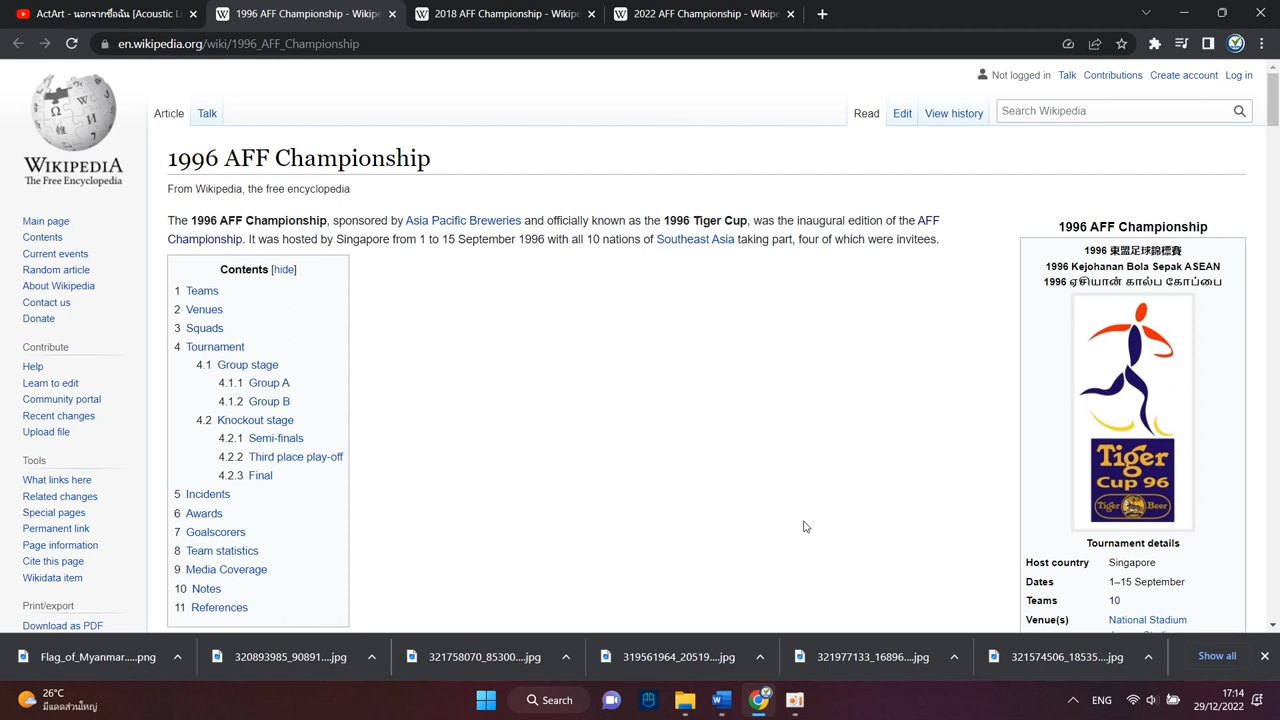 ActArt - นอกจากชื่อฉัน [Acoustic Li
1996 AFF Championship - Wikipe
2018 AFF Championship - Wikipe
2022 AFF Championship - Wikipe
en.wikipedia.org/wiki/1996_AFF_Championship
Not logged in Talk Contributions Create account Log in
Article Talk Read Edit View history Search Wikipedia
WIKIPEDIA
The Free Encyclopedia
1996 AFF Championship
From Wikipedia, the free encyclopedia
The 1996 AFF Championship, sponsored by Asia Pacific Breweries and officially known as the 1996 Tiger Cup, was the inaugural edition of the AFF
Championship. It was hosted by Singapore from 1 to 15 September 1996 with all 10 nations of Southeast Asia taking part, four of which were invitees.
Main page
Contents
Current events
Random article
About Wikipedia
Contact us
Donate
Contribute
Help
Learn to edit
Community portal
Recent changes
Upload file
Tools
What links here
Related changes
Special pages
Permanent link
Page information
Cite this page
Wikidata item
Print/export
Download as PDF
Contents [hide]
1 Teams
2 Venues
3 Squads
4 Tournament
4.1 Group stage
4.1.1 Group A
4.1.2 Group B
4.2 Knockout stage
4.2.1 Semi-finals
4.2.2 Third place play-off
4.2.3 Final
5 Incidents
6 Awards
7 Goalscorers
8 Team statistics
9 Media Coverage
10 Notes
11 References
1996 AFF Championship
1996 東盟足球錦標賽
1996 Kejohanan Bola Sepak ASEAN
1996 ஏசியான் கால்ப கோப்பை
Tiger
Cup 96
Tiger Beer
Tournament details
Host country Singapore
Dates 1–15 September
Teams 10
Venue(s) National Stadium
Flag_of_Myanmar.....png
320893985_90891....jpg
321758070_85300....jpg
319561964_20519....jpg
321977133_16896....jpg
321574506_18535....jpg
Show all
26°C
มีแดดส่วนใหญ่
Search
ENG
17:14
29/12/2022